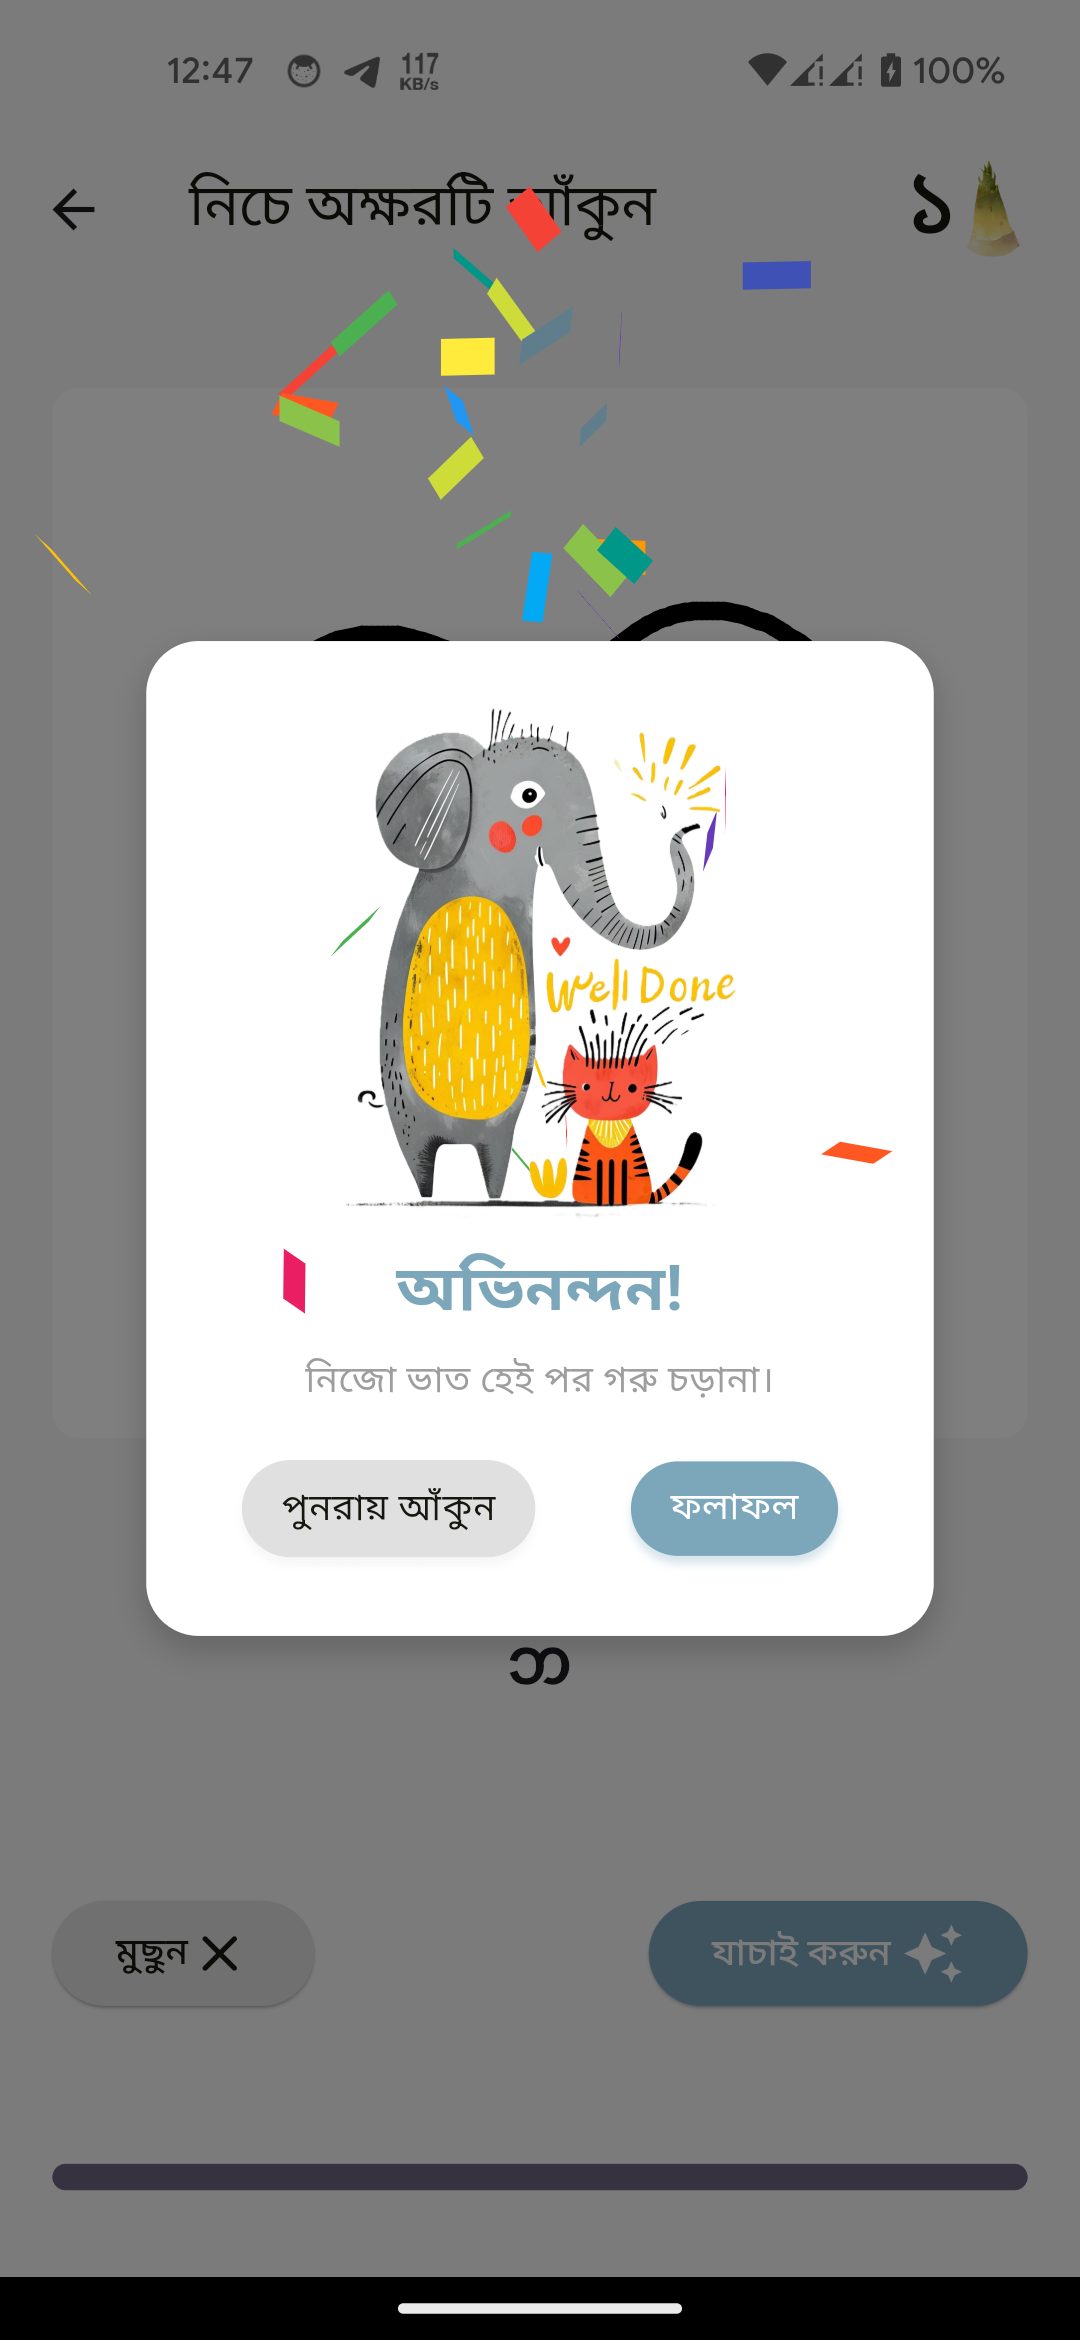 12:47 117 KB/s 100%
নিচে অক্ষরটি আঁকুন ১
Well Done
অভিনন্দন!
নিজো ভাত হেই পর গরু চড়ানা।
পুনরায় আঁকুন ফলাফল
মুছুন যাচাই করুন